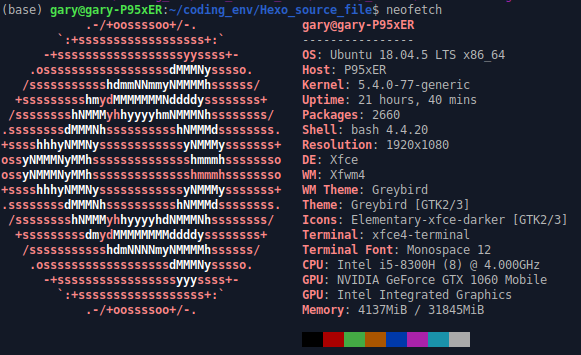 (base) gary@gary-P95xER:~/coding_env/Hexo_source_file$ neofetch
.-/+oossssoo+/-. gary@gary-P95xER
`:+ssssssssssssssssss+:` -----------------
-+ssssssssssssssssssyyssss+- OS: Ubuntu 18.04.5 LTS x86_64
.ossssssssssssssssssdMMMNysssso. Host: P95xER
/ssssssssssshdmmNNmmyNMMMMhssssss/ Kernel: 5.4.0-77-generic
+ssssssssshmydMMMMMMMNddddyssssssss+ Uptime: 21 hours, 40 mins
/sssssssshNMMMyhhyyyyhmNMMMNhssssssss/ Packages: 2660
.ssssssssdMMMNhsssssssssshNMMMdssssssss. Shell: bash 4.4.20
+sssshhhyNMMNyssssssssssssyNMMMysssssss+ Resolution: 1920x1080
ossyNMMMNyMMhsssssssssssssshmmmhssssssso DE: Xfce
ossyNMMMNyMMhsssssssssssssshmmmhssssssso WM: Xfwm4
+sssshhhyNMMNyssssssssssssyNMMMysssssss+ WM Theme: Greybird
.ssssssssdMMMNhsssssssssshNMMMdssssssss. Theme: Greybird [GTK2/3]
/sssssssshNMMMyhhyyyyhdNMMMNhssssssss/ Icons: Elementary-xfce-darker [GTK2/3]
+sssssssssdmydMMMMMMMMddddyssssssss+ Terminal: xfce4-terminal
/ssssssssssshdmNNNNmyNMMMMhssssss/ Terminal Font: Monospace 12
.ossssssssssssssssssdMMMNysssso. CPU: Intel i5-8300H (8) @ 4.000GHz
-+sssssssssssssssssyyyssss+- GPU: NVIDIA GeForce GTX 1060 Mobile
`:+ssssssssssssssssss+:` GPU: Intel Integrated Graphics
.-/+oossssoo+/-. Memory: 4137MiB / 31845MiB